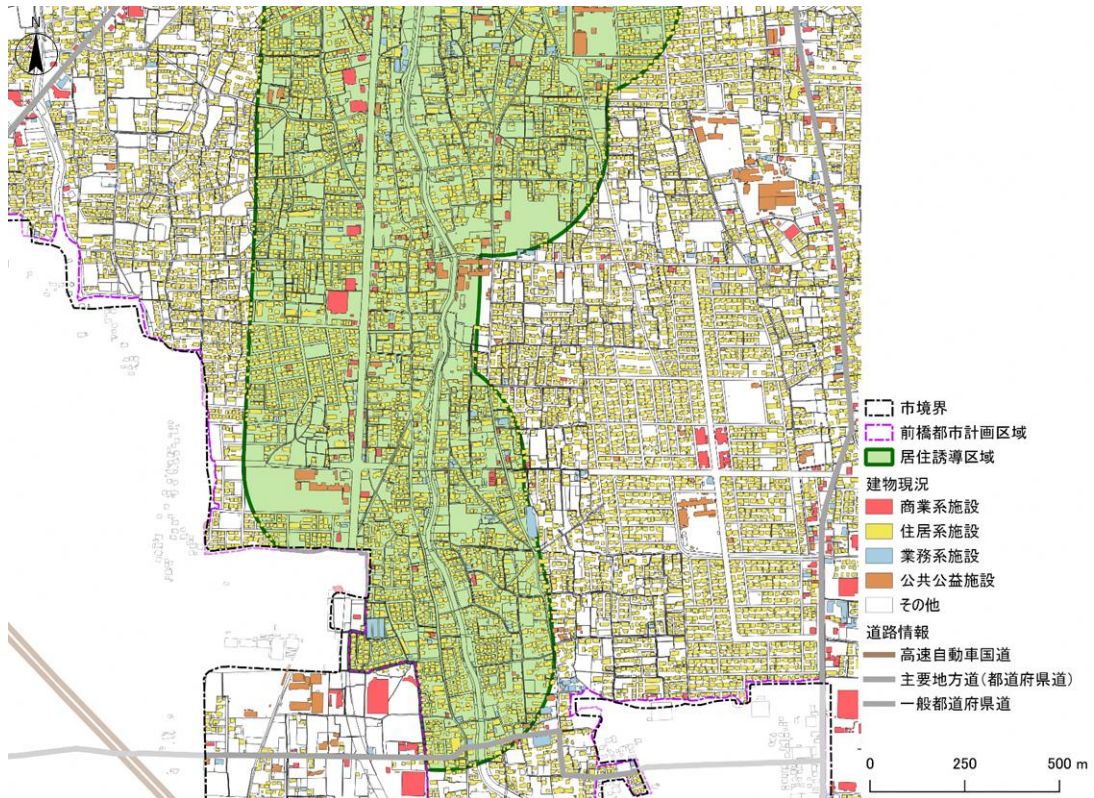 N
市境界
前橋都市計画区域
居住誘導区域
建物現況
商業系施設
住居系施設
業務系施設
公共公益施設
その他
道路情報
高速自動車国道
主要地方道(都道府県道)
一般都道府県道
0 250 500 m